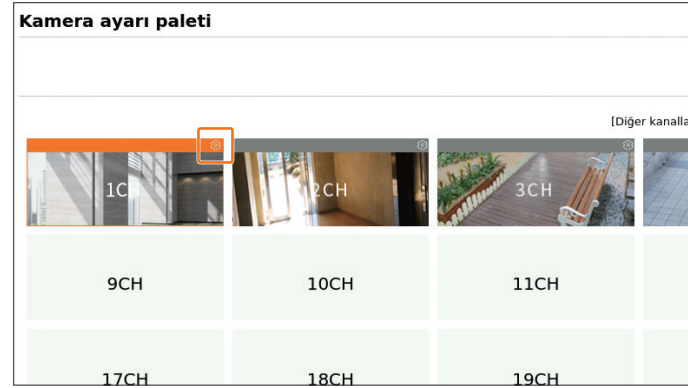 Kamera ayarı paleti
[Diğer kanalla
1CH 2CH 3CH
9CH 10CH 11CH
17CH 18CH 19CH